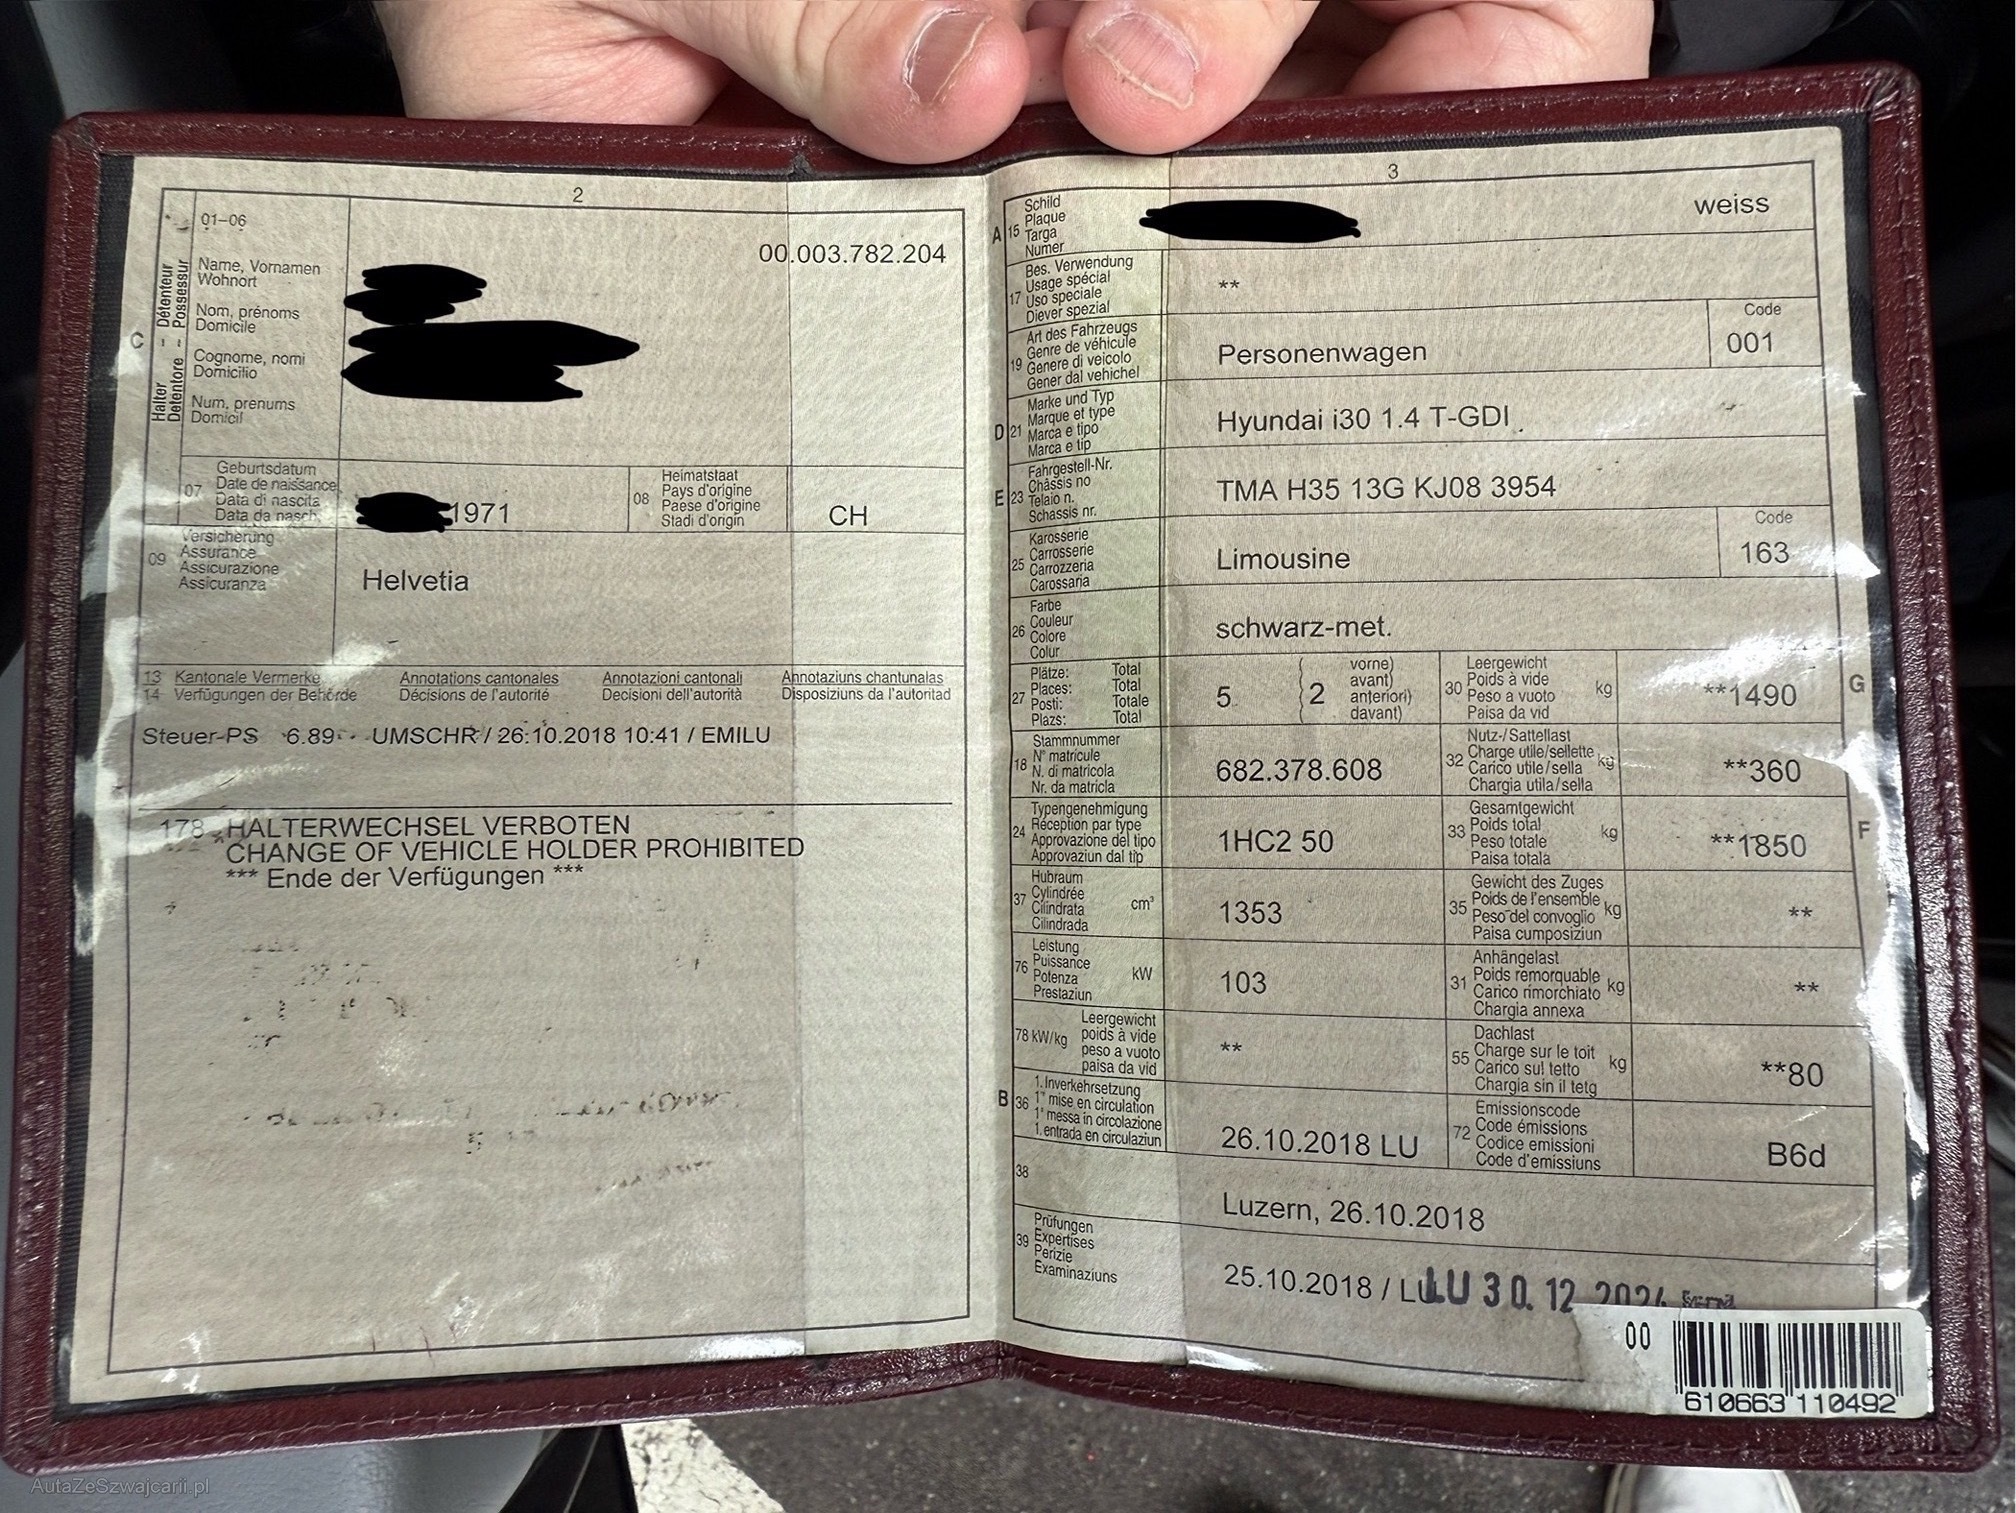 2
01–06
00.003.782.204
C
Halter – Détenteur –
Detentore – Possessur
Name, Vornamen
Wohnort
Nom, prénoms
Domicile
Cognome, nomi
Domicilio
Num, prenums
Domicil
07
Geburtsdatum
Date de naissance
Data di nascita
Data da nasch.
1971
08
Heimatstaat
Pays d'origine
Paese d'origine
Stadi d'origin
CH
09
Versicherung
Assurance
Assicurazione
Assicuranza
Helvetia
13 Kantonale Vermerke Annotations cantonales Annotazioni cantonali Annotaziuns chantunalas
14 Verfügungen der Behörde Décisions de l'autorité Decisioni dell'autorità Disposiziuns da l'autoritad
Steuer-PS 6.89 UMSCHR / 26.10.2018 10:41 / EMILU
178 HALTERWECHSEL VERBOTEN
CHANGE OF VEHICLE HOLDER PROHIBITED
*** Ende der Verfügungen ***
3
A 15
Schild
Plaque
Targa
Numer
weiss
17
Bes. Verwendung
Usage spécial
Uso speciale
Diever spezial
**
19
Art des Fahrzeugs
Genre de véhicule
Genere di veicolo
Gener dal vehichel
Personenwagen
Code
001
D 21
Marke und Typ
Marque et type
Marca e tipo
Marca e tip
Hyundai i30 1.4 T-GDI
E 23
Fahrgestell-Nr.
Châssis no
Telaio n.
Schassis nr.
TMA H35 13G KJ08 3954
25
Karosserie
Carrosserie
Carrozzeria
Carossaria
Limousine
Code
163
26
Farbe
Couleur
Colore
Colur
schwarz-met.
27
Plätze: Total
Places: Total
Posti: Totale
Plazs: Total
5 ( 2
vorne)
avant)
anteriori)
davant)
30
Leergewicht
Poids à vide
Peso a vuoto
Paisa da vid
kg
**1490
G
18
Stammnummer
N° matricule
N. di matricola
Nr. da matricla
682.378.608
32
Nutz-/Sattellast
Charge utile/sellette
Carico utile/sella
Chargia utila/sella
kg
**360
24
Typengenehmigung
Réception par type
Approvazione del tipo
Approvaziun dal tip
1HC2 50
33
Gesamtgewicht
Poids total
Peso totale
Paisa totala
kg
**1850
F
37
Hubraum
Cylindrée
Cilindrata
Cilindrada
cm³
1353
35
Gewicht des Zuges
Poids de l'ensemble
Peso del convoglio
Paisa cumposiziun
kg
**
76
Leistung
Puissance
Potenza
Prestaziun
kW
103
31
Anhängelast
Poids remorquable
Carico rimorchiato
Chargia annexa
kg
**
78 kW/kg
Leergewicht
poids à vide
peso a vuoto
paisa da vid
**
55
Dachlast
Charge sur le toit
Carico sul tetto
Chargia sin il tetg
kg
**80
B 36
1. Inverkehrsetzung
1re mise en circulation
1a messa in circolazione
1. entrada en circulaziun
26.10.2018 LU
72
Emissionscode
Code émissions
Codice emissioni
Code d'emissiuns
B6d
38
Luzern, 26.10.2018
39
Prüfungen
Expertises
Perizie
Examinaziuns
25.10.2018 / LU
LU 30. 12. 2024
00
610663 110492
AutaZeSzwajcarii.pl